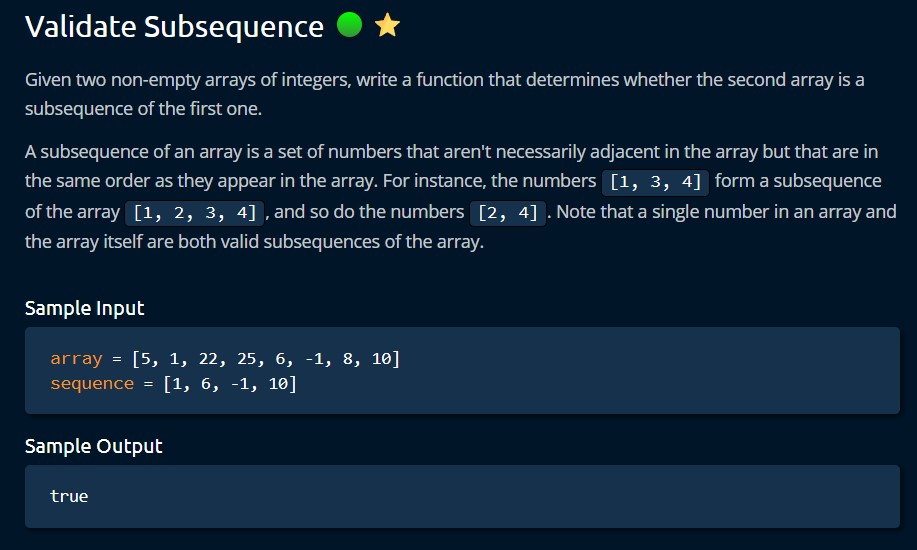 Validate Subsequence
Given two non-empty arrays of integers, write a function that determines whether the second array is a
subsequence of the first one.
A subsequence of an array is a set of numbers that aren't necessarily adjacent in the array but that are in
the same order as they appear in the array. For instance, the numbers [1, 3, 4] form a subsequence
of the array [1, 2, 3, 4] , and so do the numbers [2, 4] . Note that a single number in an array and
the array itself are both valid subsequences of the array.
Sample Input
array = [5, 1, 22, 25, 6, -1, 8, 10]
sequence = [1, 6, -1, 10]
Sample Output
true